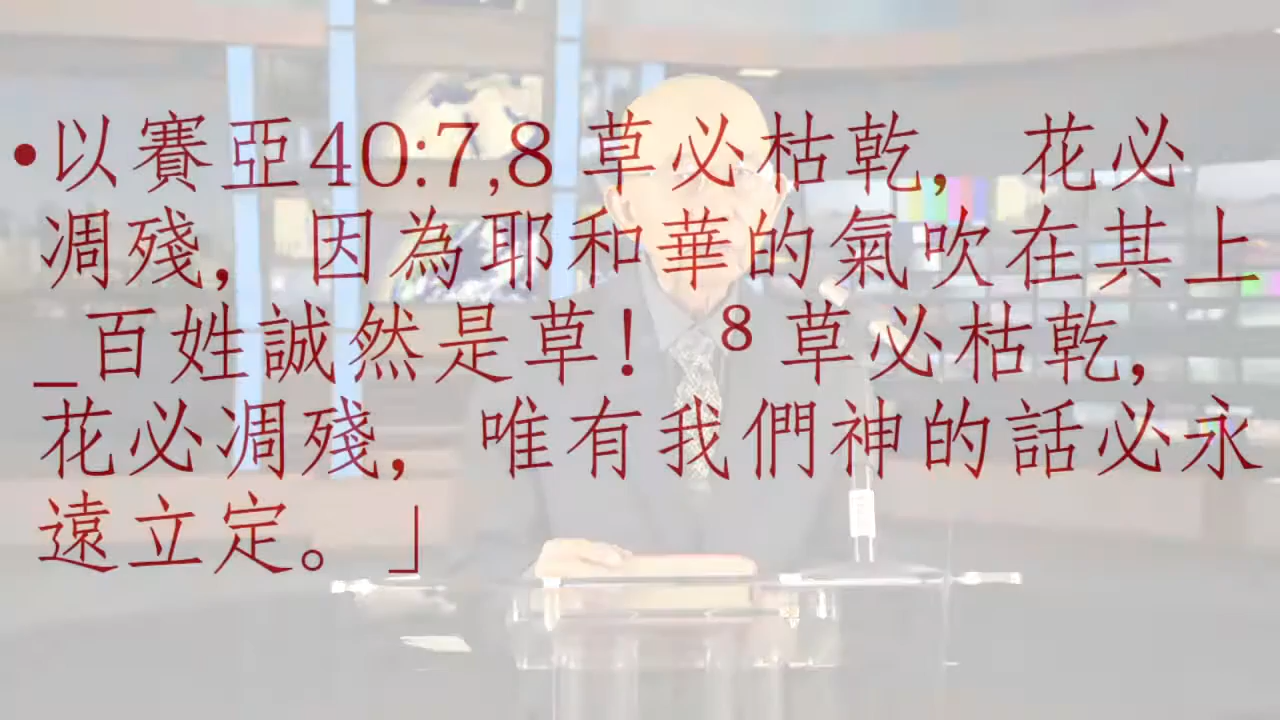 •以賽亞40:7,8 草必枯乾, 花必
凋殘, 因為耶和華的氣吹在其上
_百姓誠然是草! ⁸ 草必枯乾,
花必凋殘, 唯有我們神的話必永
遠立定。」